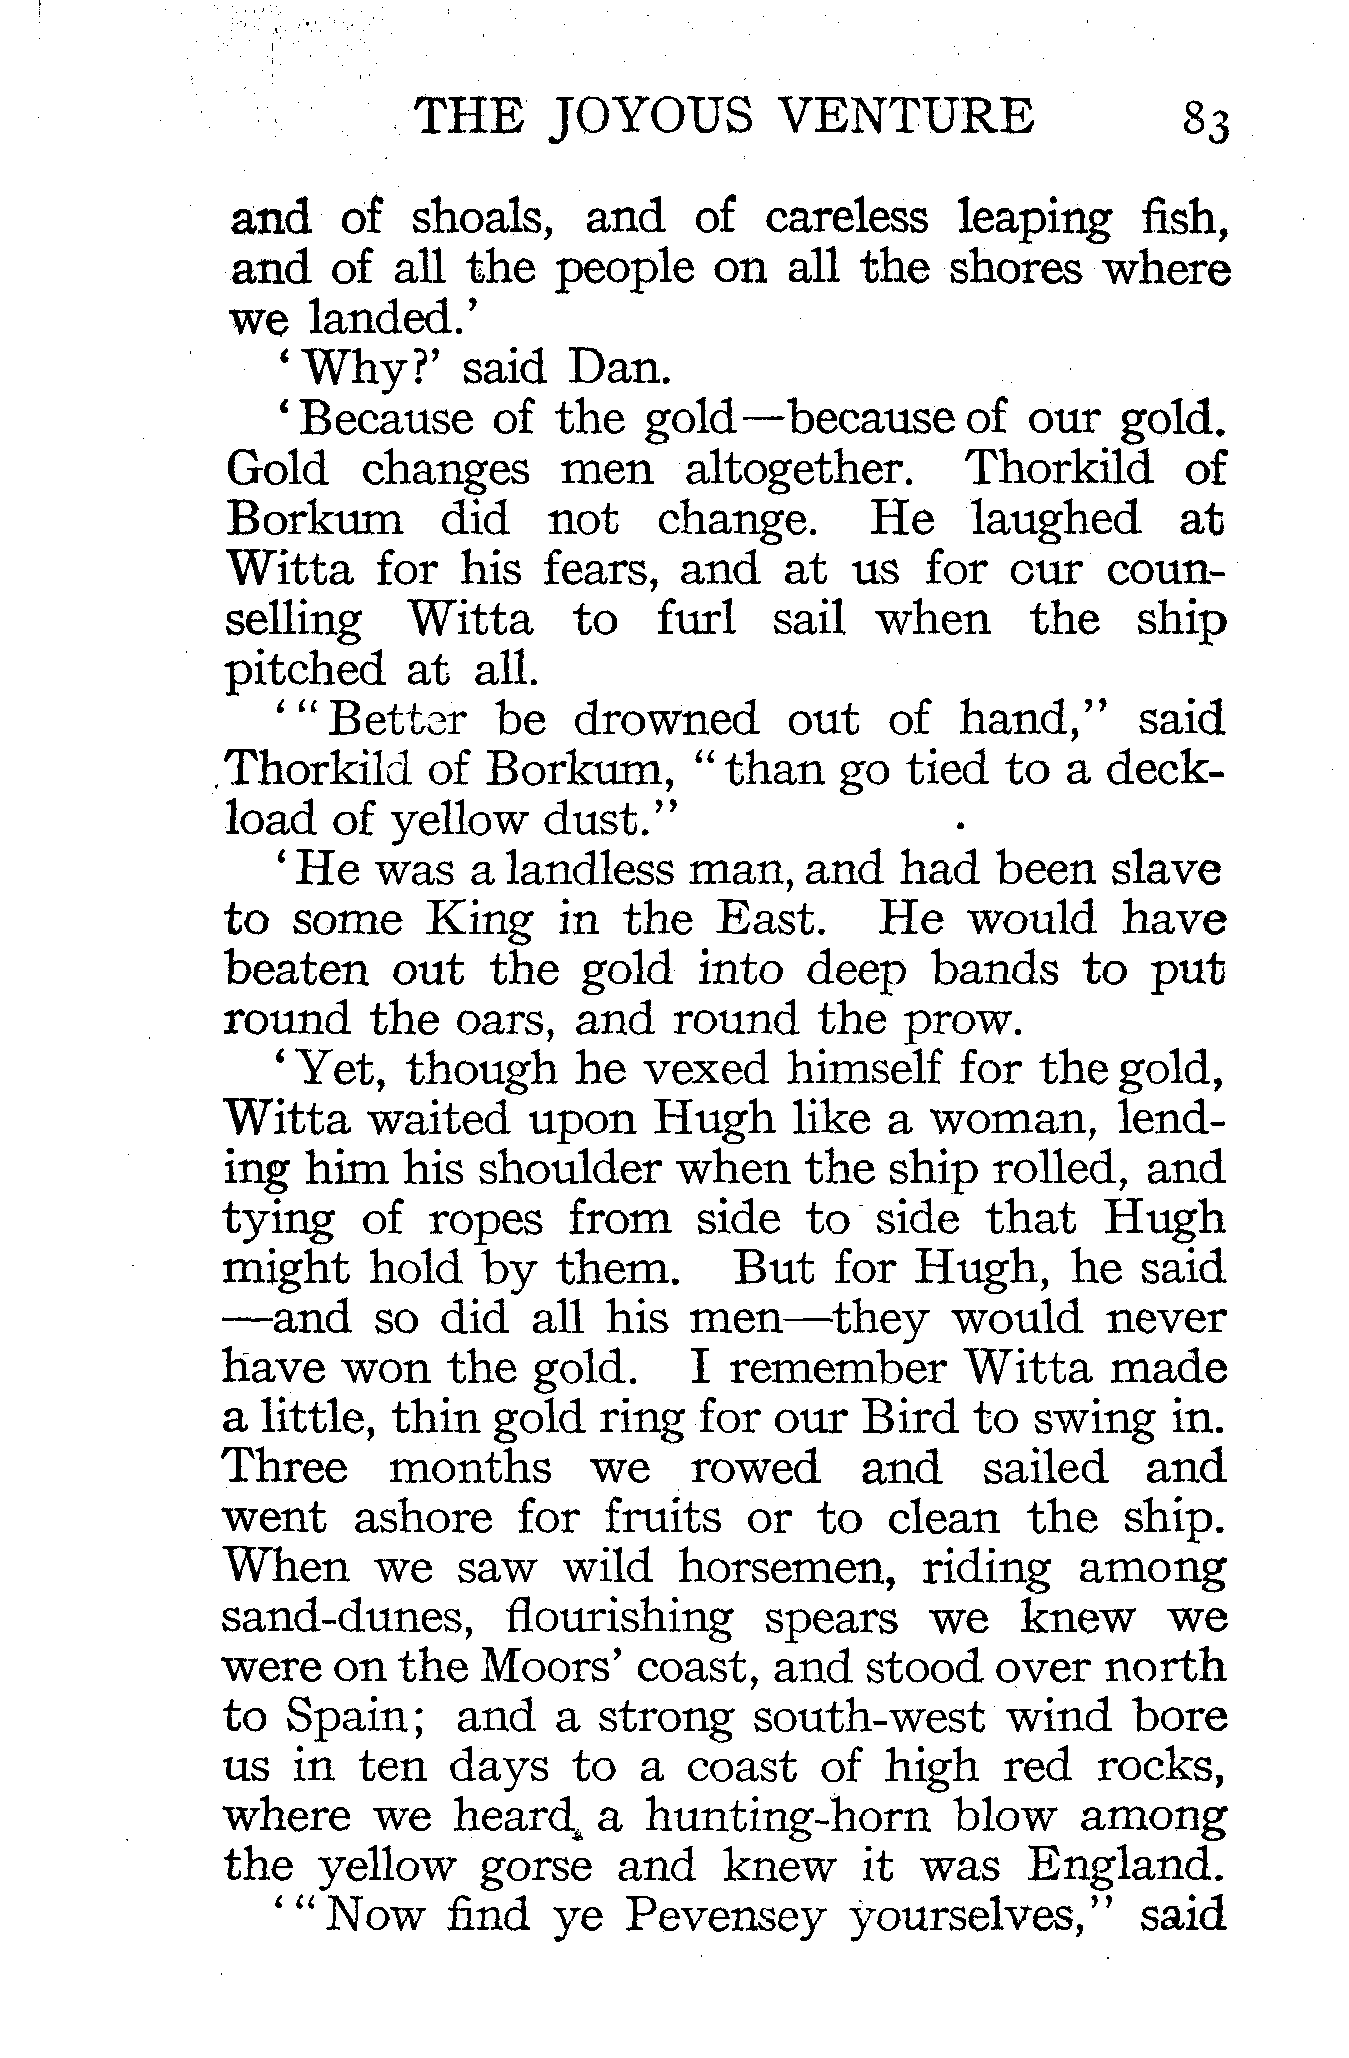 THE JOYOUS VENTURE 83
and of shoals, and of careless leaping fish,
and of all the people on all the shores where
we landed.'
'Why?' said Dan.
'Because of the gold—because of our gold.
Gold changes men altogether. Thorkild of
Borkum did not change. He laughed at
Witta for his fears, and at us for our coun-
selling Witta to furl sail when the ship
pitched at all.
'"Better be drowned out of hand," said
Thorkild of Borkum, "than go tied to a deck-
load of yellow dust."
'He was a landless man, and had been slave
to some King in the East. He would have
beaten out the gold into deep bands to put
round the oars, and round the prow.
'Yet, though he vexed himself for the gold,
Witta waited upon Hugh like a woman, lend-
ing him his shoulder when the ship rolled, and
tying of ropes from side to side that Hugh
might hold by them. But for Hugh, he said
—and so did all his men—they would never
have won the gold. I remember Witta made
a little, thin gold ring for our Bird to swing in.
Three months we rowed and sailed and
went ashore for fruits or to clean the ship.
When we saw wild horsemen, riding among
sand-dunes, flourishing spears we knew we
were on the Moors' coast, and stood over north
to Spain; and a strong south-west wind bore
us in ten days to a coast of high red rocks,
where we heard a hunting-horn blow among
the yellow gorse and knew it was England.
'"Now find ye Pevensey yourselves," said